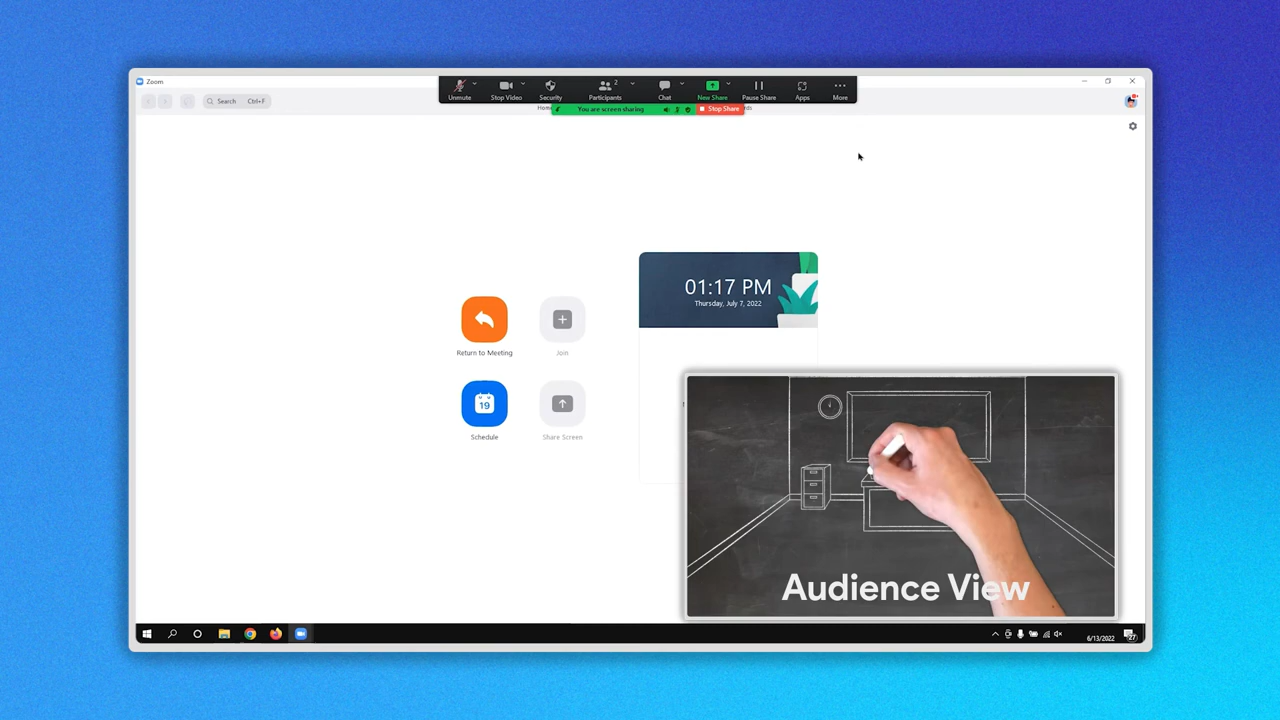 Zoom
Search Ctrl+F
Unmute Stop Video Security Participants 2 Chat New Share Pause Share Apps More
You are screen sharing Stop Share
01:17 PM
Thursday, July 7, 2022
Return to Meeting Join
19
Schedule Share Screen
Audience View
6/13/2022
27